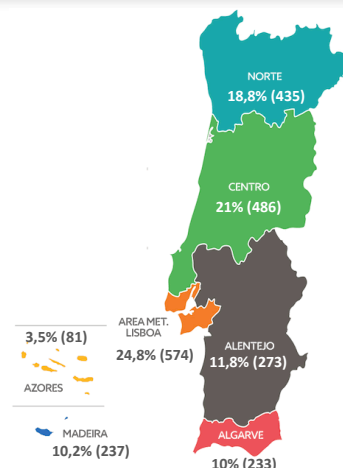 NORTE
18,8% (435)
CENTRO
21% (486)
AREA MET.
LISBOA
24,8% (574)
3,5% (81)
AZORES
ALENTEJO
11,8% (273)
MADEIRA
10,2% (237)
ALGARVE
10% (233)